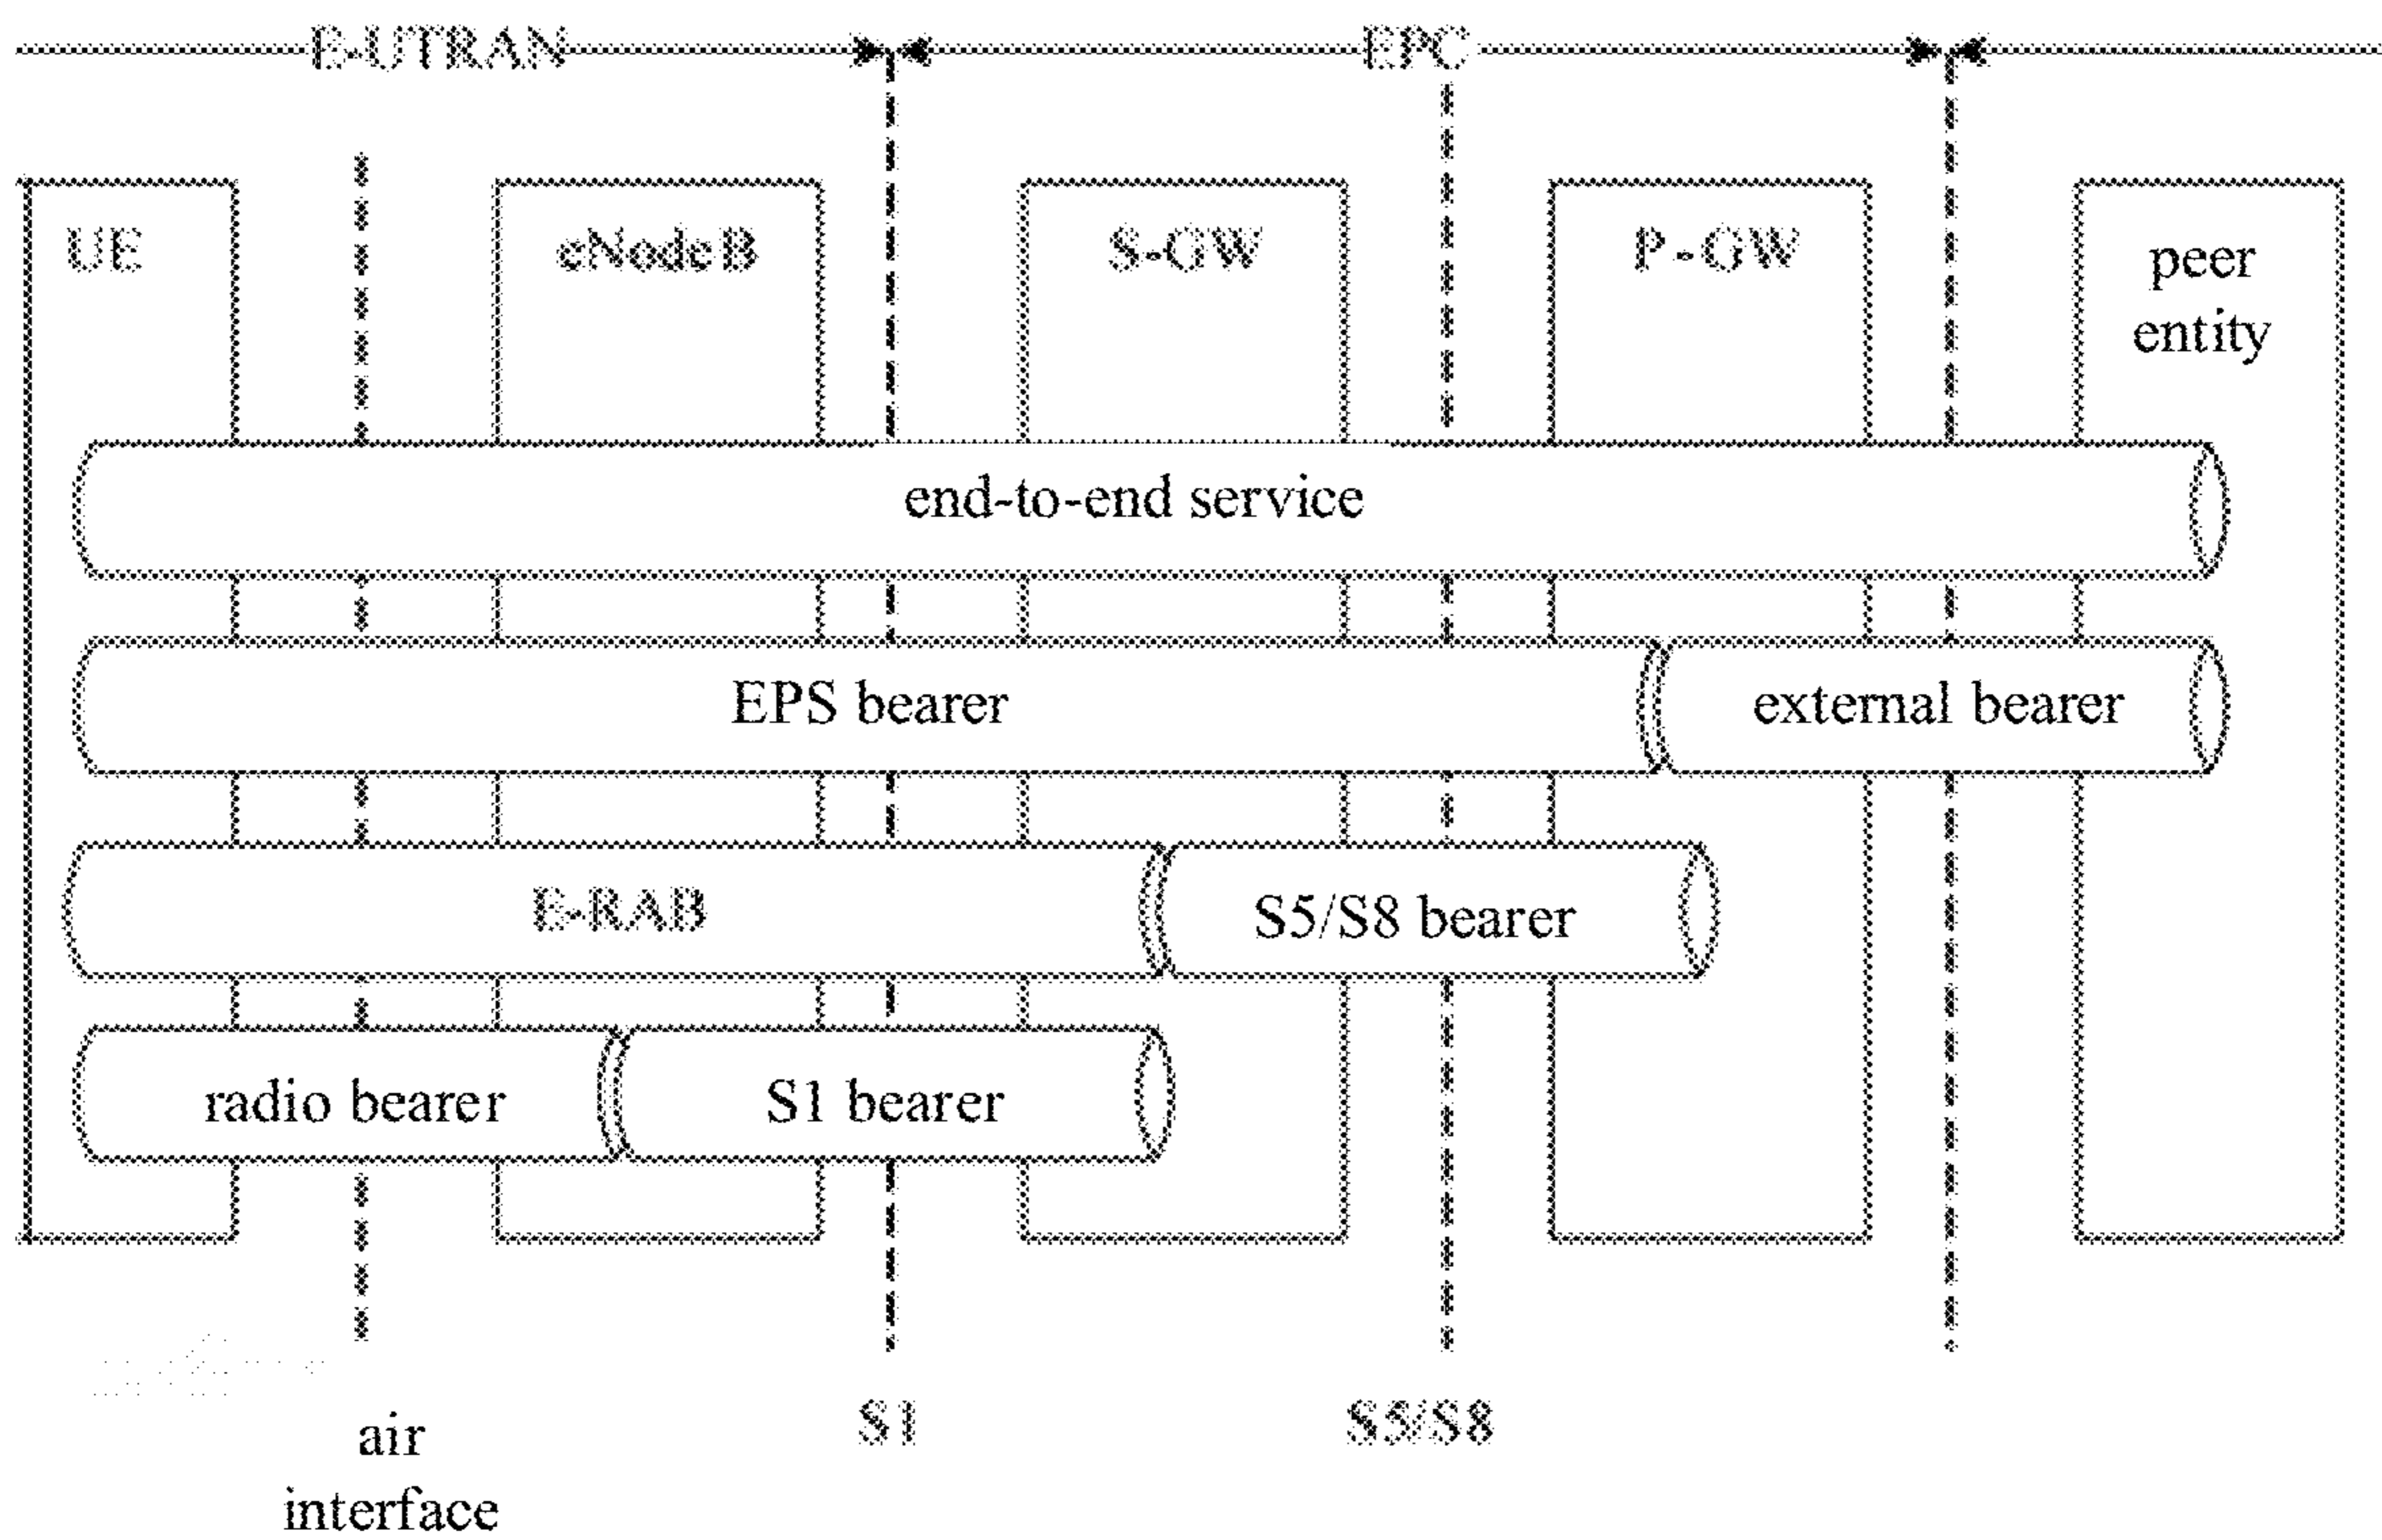 E-UTRAN EPC
UE eNodeB S-GW P-GW peer
entity
end-to-end service
EPS bearer external bearer
E-RAB S5/S8 bearer
radio bearer S1 bearer
air
interface
S1
S5/S8